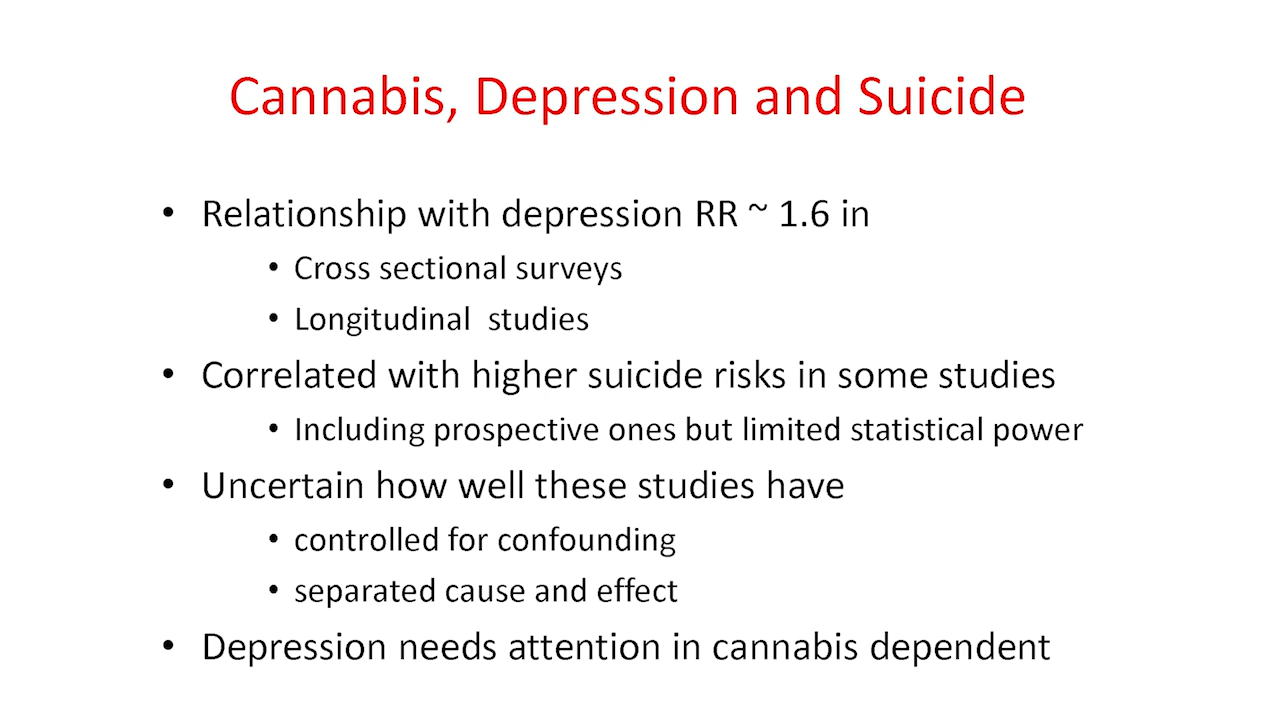 Cannabis, Depression and Suicide
• Relationship with depression RR ~ 1.6 in
• Cross sectional surveys
• Longitudinal  studies
• Correlated with higher suicide risks in some studies
• Including prospective ones but limited statistical power
• Uncertain how well these studies have
• controlled for confounding
• separated cause and effect
• Depression needs attention in cannabis dependent